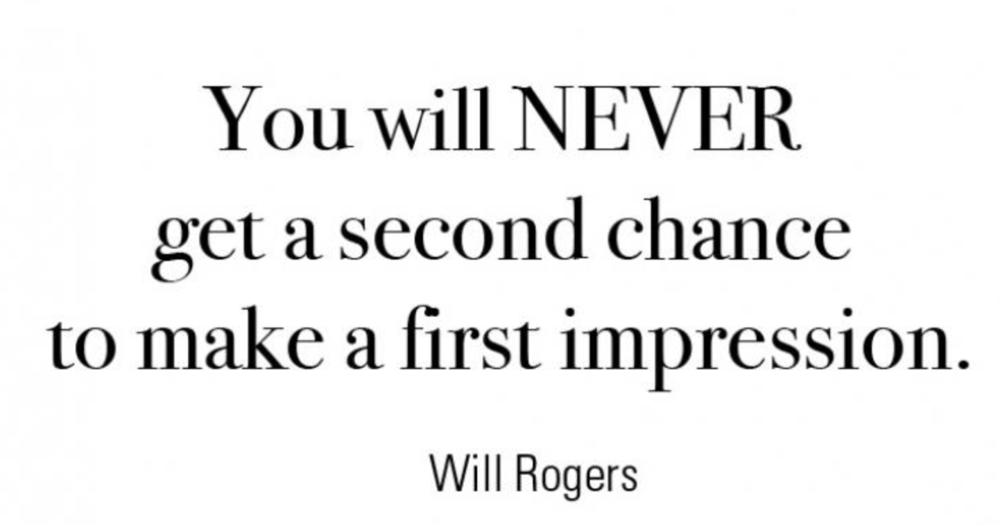 You will NEVER
get a second chance
to make a first impression.
Will Rogers